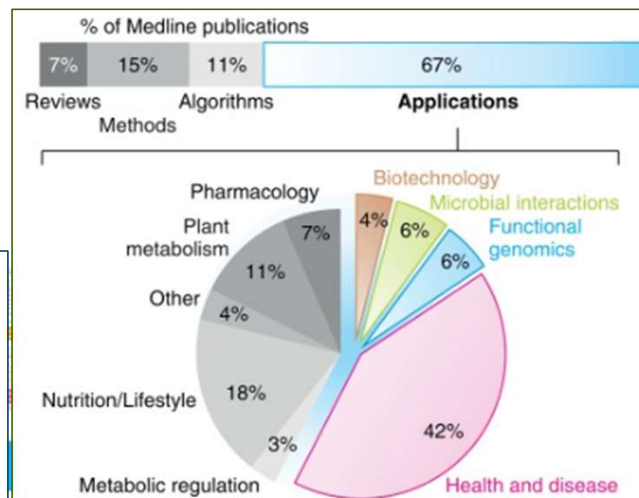 % of Medline publications
7% 15% 11% 67%
Reviews Algorithms Applications
Methods
Biotechnology
Pharmacology Microbial interactions
Plant Functional
metabolism genomics
7% 4% 6%
11% 6%
Other
4%
Nutrition/Lifestyle 18%
42%
3%
Metabolic regulation Health and disease